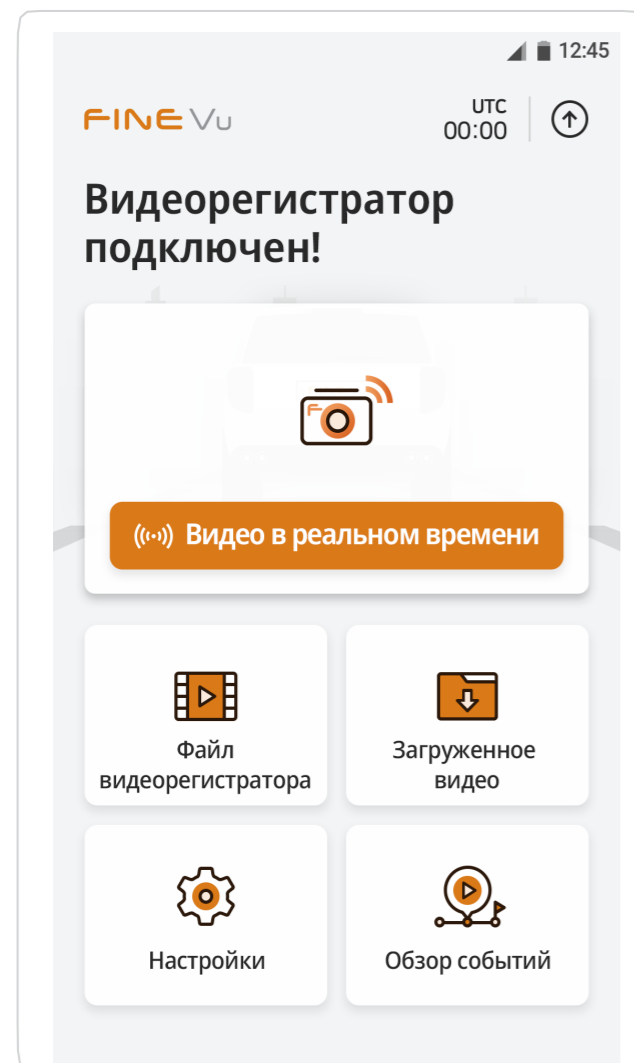 12:45
FINEVu
UTC
00:00
Видеорегистратор
подключен!
Видео в реальном времени
Файл
видеорегистратора
Загруженное
видео
Настройки
Обзор событий